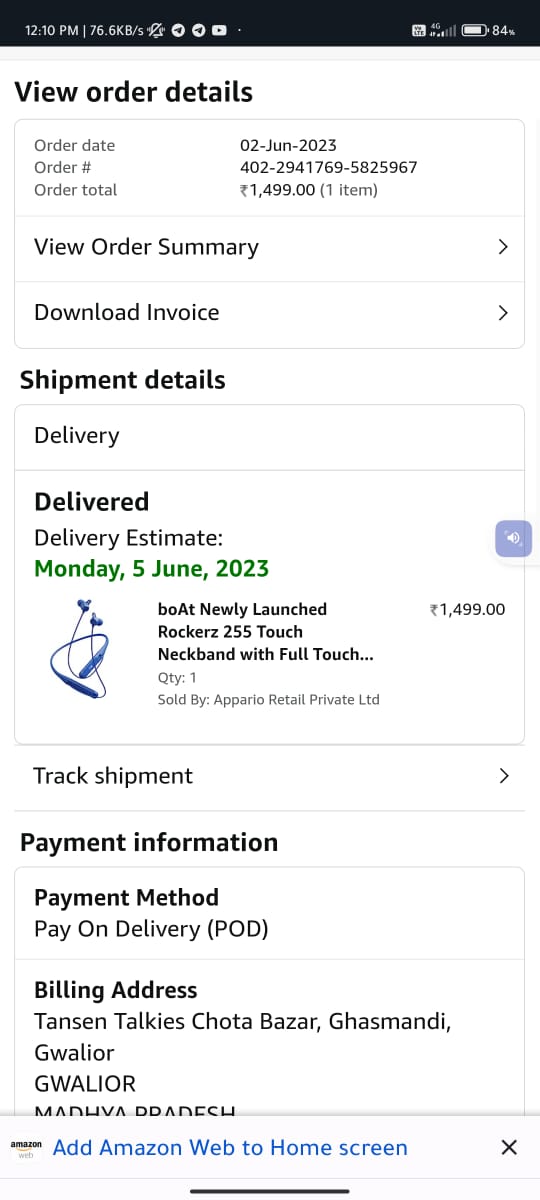 12:10 PM | 76.6KB/s
4G 84%
View order details
Order date 02-Jun-2023
Order # 402-2941769-5825967
Order total ₹1,499.00 (1 item)
View Order Summary
Download Invoice
Shipment details
Delivery
Delivered
Delivery Estimate:
Monday, 5 June, 2023
boAt Newly Launched ₹1,499.00
Rockerz 255 Touch
Neckband with Full Touch...
Qty: 1
Sold By: Appario Retail Private Ltd
Track shipment
Payment information
Payment Method
Pay On Delivery (POD)
Billing Address
Tansen Talkies Chota Bazar, Ghasmandi,
Gwalior
GWALIOR
MADHYA PRADESH
amazon
web
Add Amazon Web to Home screen